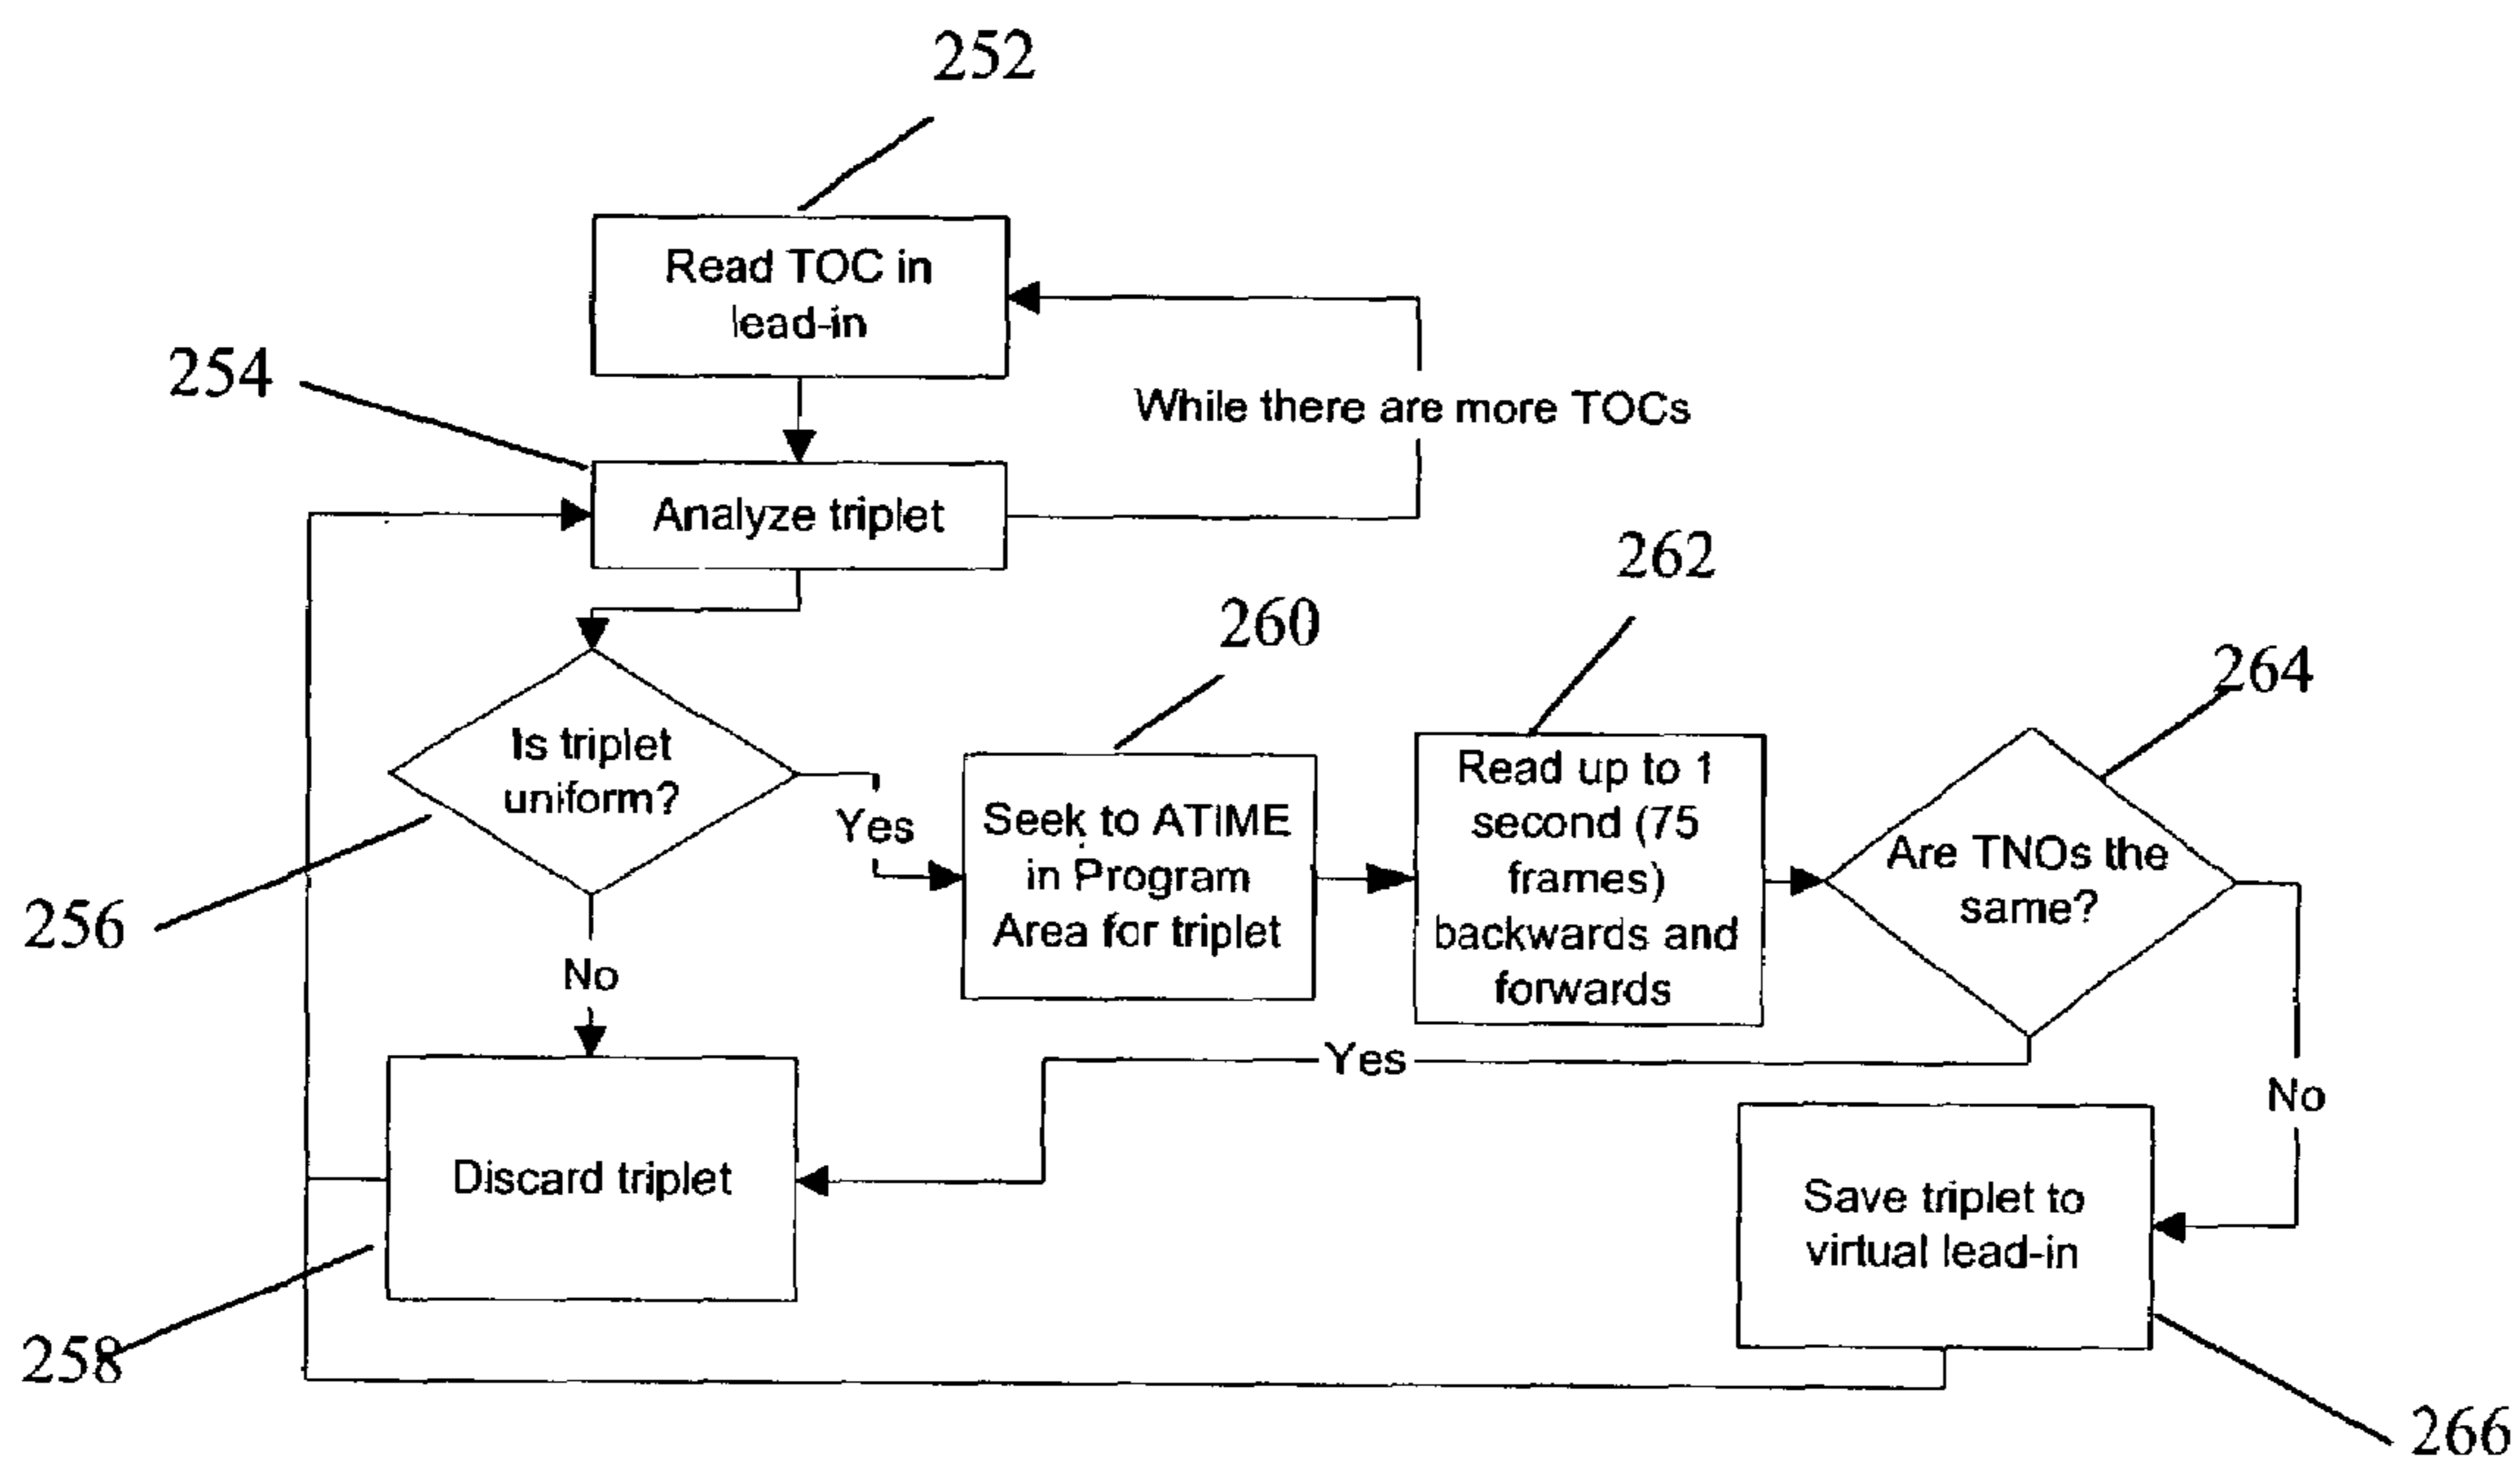 252
Read TOC in
lead-in
254
While there are more TOCs
Analyze triplet
262
260
264
Is triplet
uniform?
Yes
Seek to ATIME
in Program
Area for triplet
Read up to 1
second (75
frames)
backwards and
forwards
Are TNOs the
same?
256
No
Yes
No
Discard triplet
Save triplet to
virtual lead-in
258
266